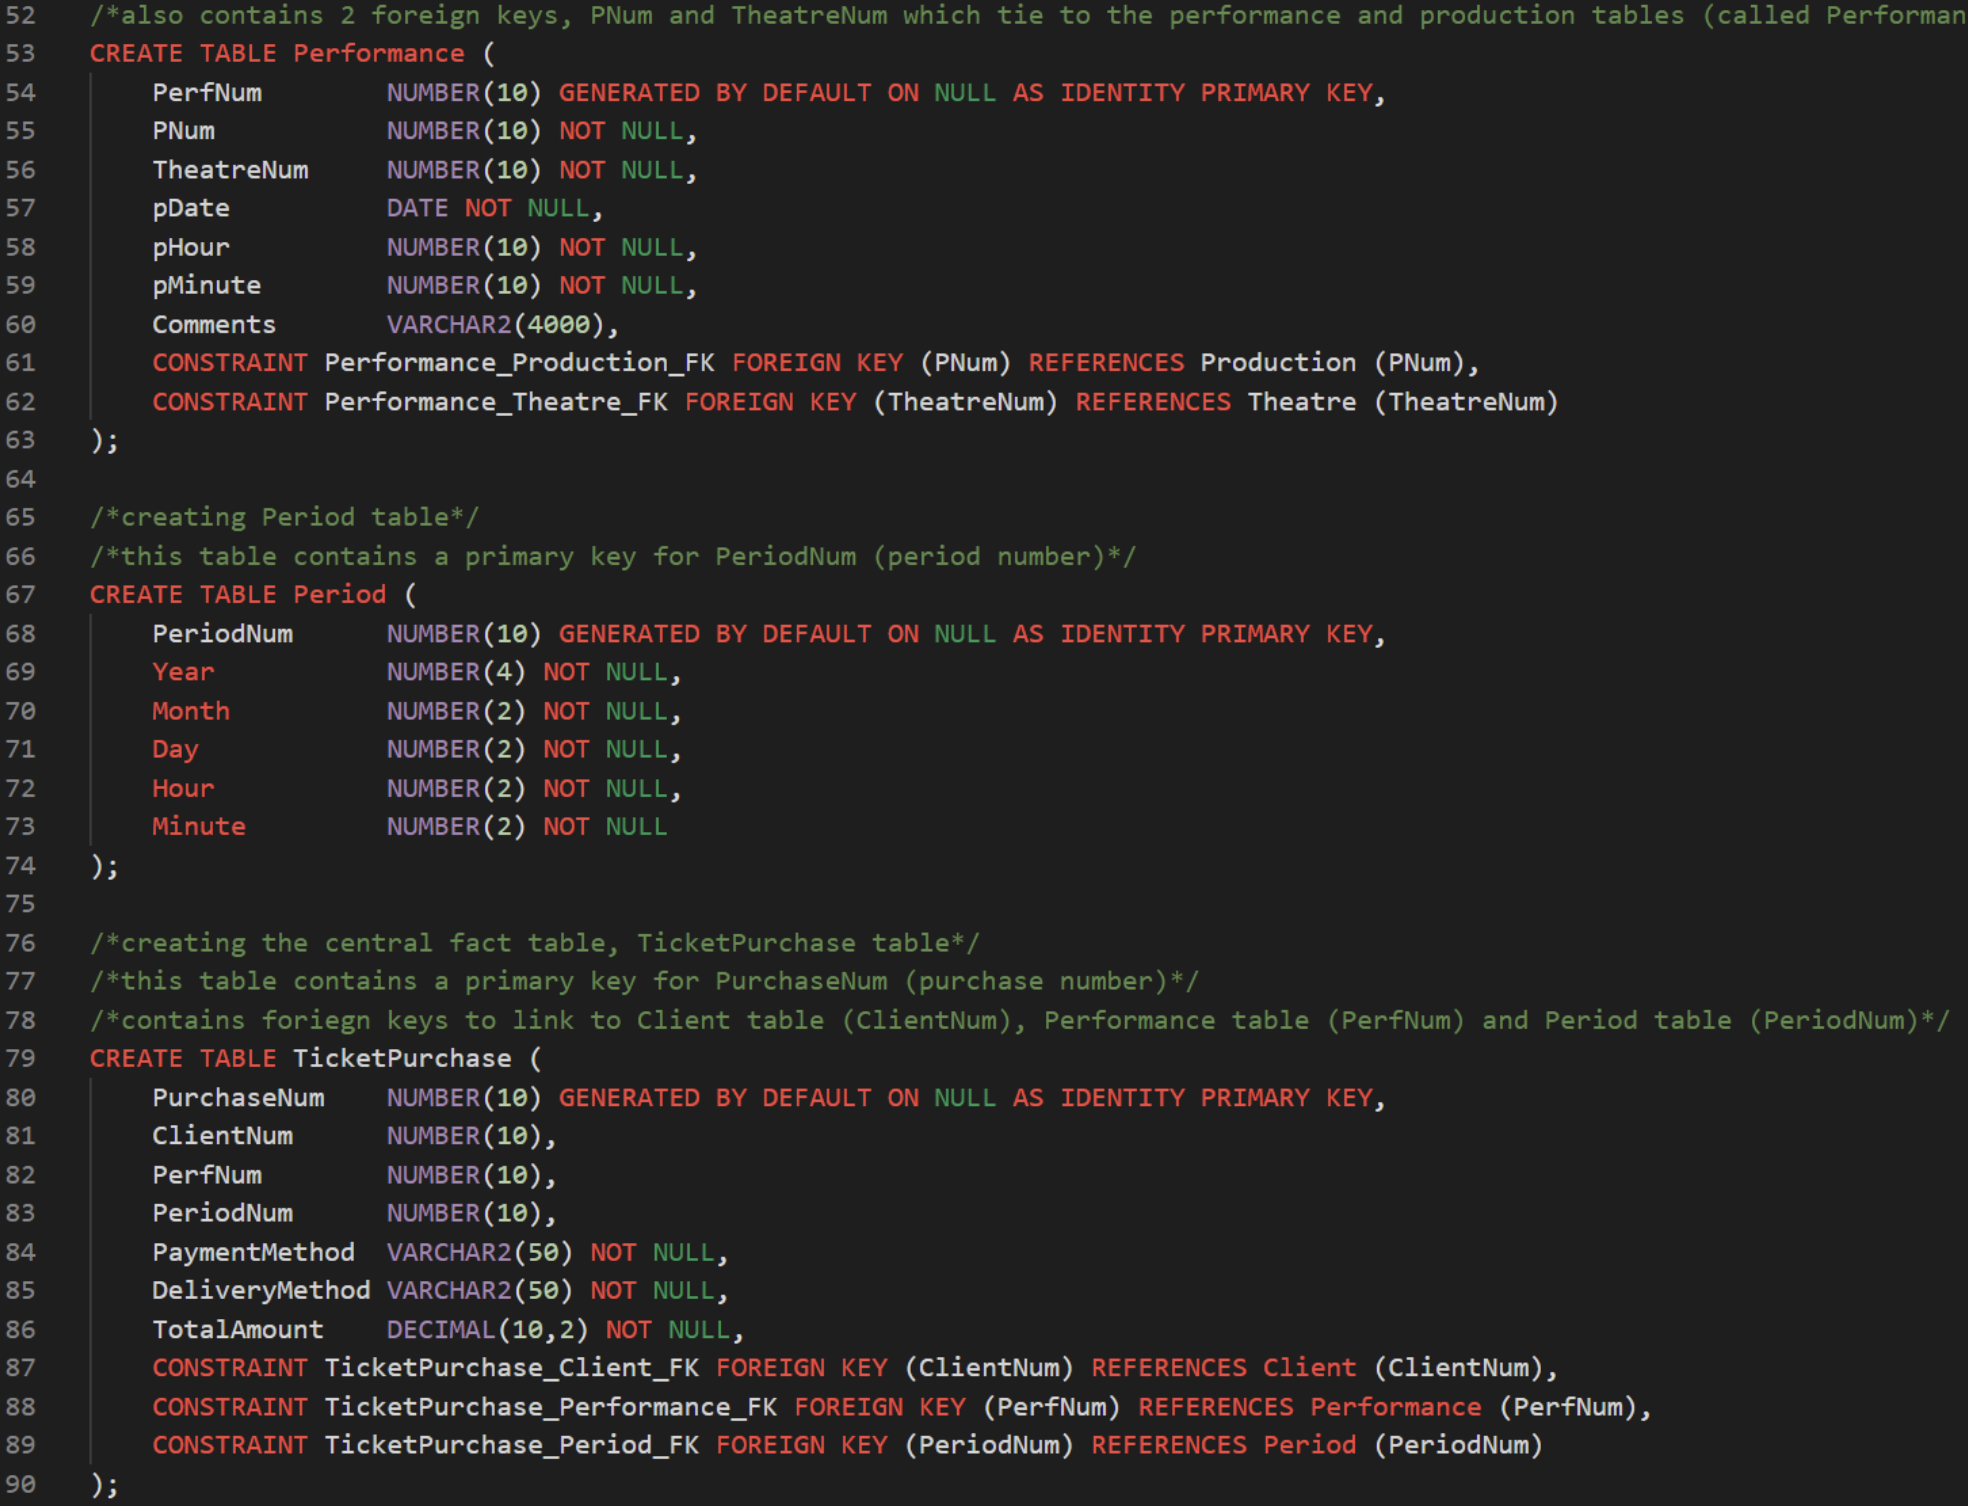 52 /*also contains 2 foreign keys, PNum and TheatreNum which tie to the performance and production tables (called Performan
53 CREATE TABLE Performance (
54 PerfNum NUMBER(10) GENERATED BY DEFAULT ON NULL AS IDENTITY PRIMARY KEY,
55 PNum NUMBER(10) NOT NULL,
56 TheatreNum NUMBER(10) NOT NULL,
57 pDate DATE NOT NULL,
58 pHour NUMBER(10) NOT NULL,
59 pMinute NUMBER(10) NOT NULL,
60 Comments VARCHAR2(4000),
61 CONSTRAINT Performance_Production_FK FOREIGN KEY (PNum) REFERENCES Production (PNum),
62 CONSTRAINT Performance_Theatre_FK FOREIGN KEY (TheatreNum) REFERENCES Theatre (TheatreNum)
63 );
64
65 /*creating Period table*/
66 /*this table contains a primary key for PeriodNum (period number)*/
67 CREATE TABLE Period (
68 PeriodNum NUMBER(10) GENERATED BY DEFAULT ON NULL AS IDENTITY PRIMARY KEY,
69 Year NUMBER(4) NOT NULL,
70 Month NUMBER(2) NOT NULL,
71 Day NUMBER(2) NOT NULL,
72 Hour NUMBER(2) NOT NULL,
73 Minute NUMBER(2) NOT NULL
74 );
75
76 /*creating the central fact table, TicketPurchase table*/
77 /*this table contains a primary key for PurchaseNum (purchase number)*/
78 /*contains foriegn keys to link to Client table (ClientNum), Performance table (PerfNum) and Period table (PeriodNum)*/
79 CREATE TABLE TicketPurchase (
80 PurchaseNum NUMBER(10) GENERATED BY DEFAULT ON NULL AS IDENTITY PRIMARY KEY,
81 ClientNum NUMBER(10),
82 PerfNum NUMBER(10),
83 PeriodNum NUMBER(10),
84 PaymentMethod VARCHAR2(50) NOT NULL,
85 DeliveryMethod VARCHAR2(50) NOT NULL,
86 TotalAmount DECIMAL(10,2) NOT NULL,
87 CONSTRAINT TicketPurchase_Client_FK FOREIGN KEY (ClientNum) REFERENCES Client (ClientNum),
88 CONSTRAINT TicketPurchase_Performance_FK FOREIGN KEY (PerfNum) REFERENCES Performance (PerfNum),
89 CONSTRAINT TicketPurchase_Period_FK FOREIGN KEY (PeriodNum) REFERENCES Period (PeriodNum)
90 );